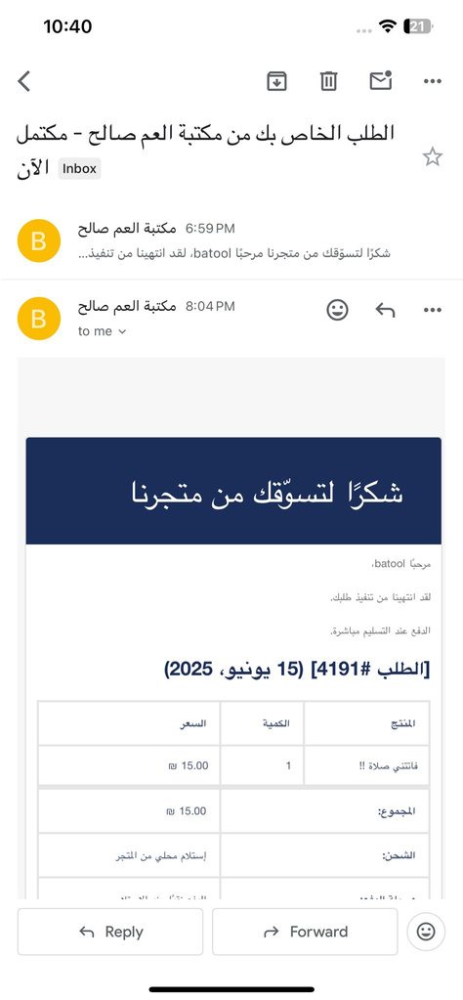 10:40
21
الطلب الخاص بك من مكتبة العم صالح - مكتمل
الآن Inbox
B
مكتبة العم صالح 6:59 PM
شكرًا لتسوّقك من متجرنا مرحبًا batool، لقد انتهينا من تنفيذ...
B
مكتبة العم صالح 8:04 PM
to me
شكرًا لتسوّقك من متجرنا
مرحبًا batool،
لقد انتهينا من تنفيذ طلبك.
الدفع عند التسليم مباشرة.
[الطلب #4191] (15 يونيو، 2025)
المنتج الكمية السعر
فاتتني صلاة !! 1 15.00 ₪
المجموع: 15.00 ₪
الشحن: إستلام محلي من المتجر
Reply Forward